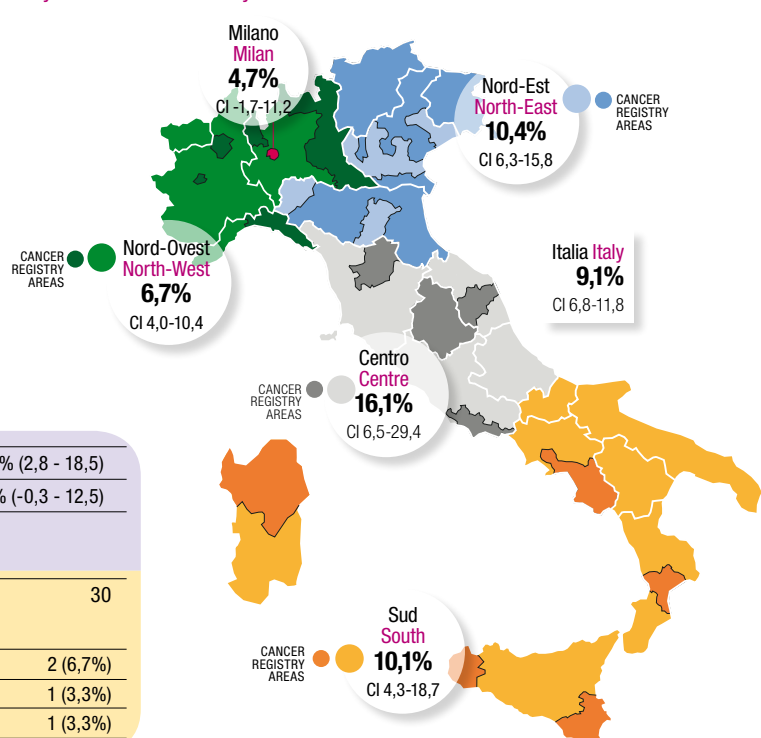 Milano
Milan
4,7%
CI -1,7-11,2
Nord-Est
North-East
10,4%
CI 6,3-15,8
CANCER
REGISTRY
AREAS
CANCER
REGISTRY
AREAS
Nord-Ovest
North-West
6,7%
CI 4,0-10,4
Italia Italy
9,1%
CI 6,8-11,8
CANCER
REGISTRY
AREAS
Centro
Centre
16,1%
CI 6,5-29,4
% (2,8 - 18,5)
% (-0,3 - 12,5)
30
2 (6,7%)
1 (3,3%)
1 (3,3%)
CANCER
REGISTRY
AREAS
Sud
South
10,1%
CI 4,3-18,7